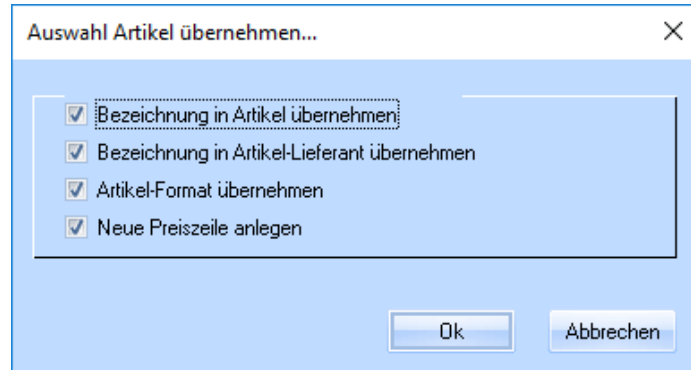 Auswahl Artikel übernehmen...
Bezeichnung in Artikel übernehmen
Bezeichnung in Artikel-Lieferant übernehmen
Artikel-Format übernehmen
Neue Preiszeile anlegen
Ok Abbrechen